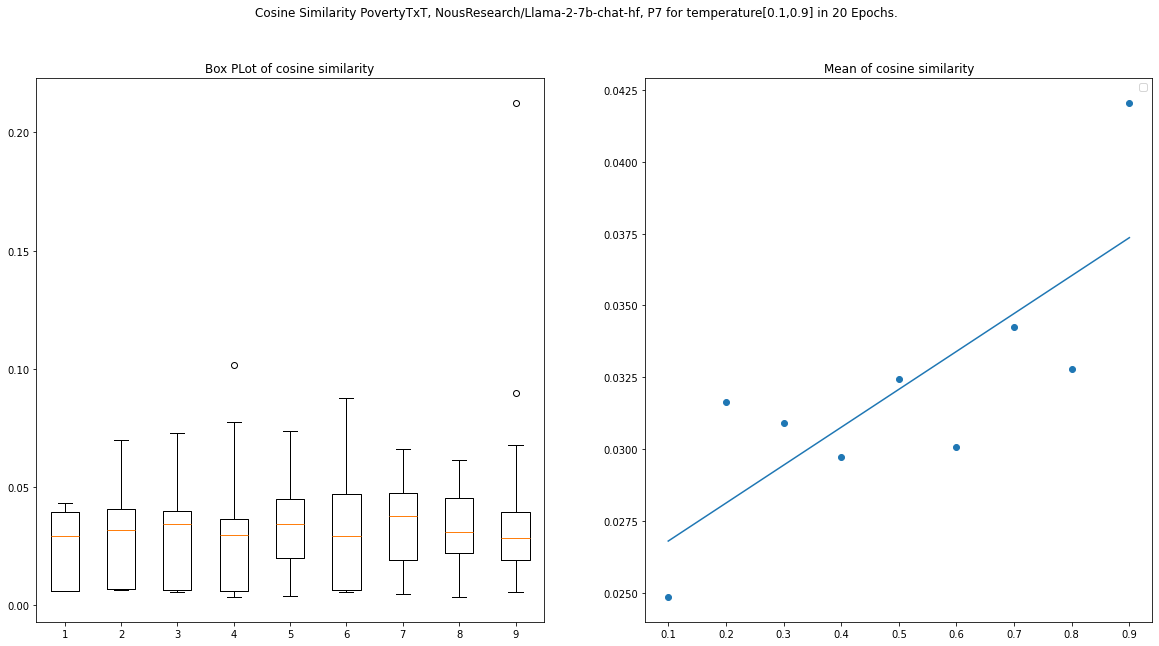 Cosine Similarity PovertyTxT, NousResearch/Llama-2-7b-chat-hf, P7 for temperature[0.1,0.9] in 20 Epochs.
Box PLot of cosine similarity
0.20
0.15
0.10
0.05
0.00
1 2 3 4 5 6 7 8 9
Mean of cosine similarity
0.0425
0.0400
0.0375
0.0350
0.0325
0.0300
0.0275
0.0250
0.1 0.2 0.3 0.4 0.5 0.6 0.7 0.8 0.9